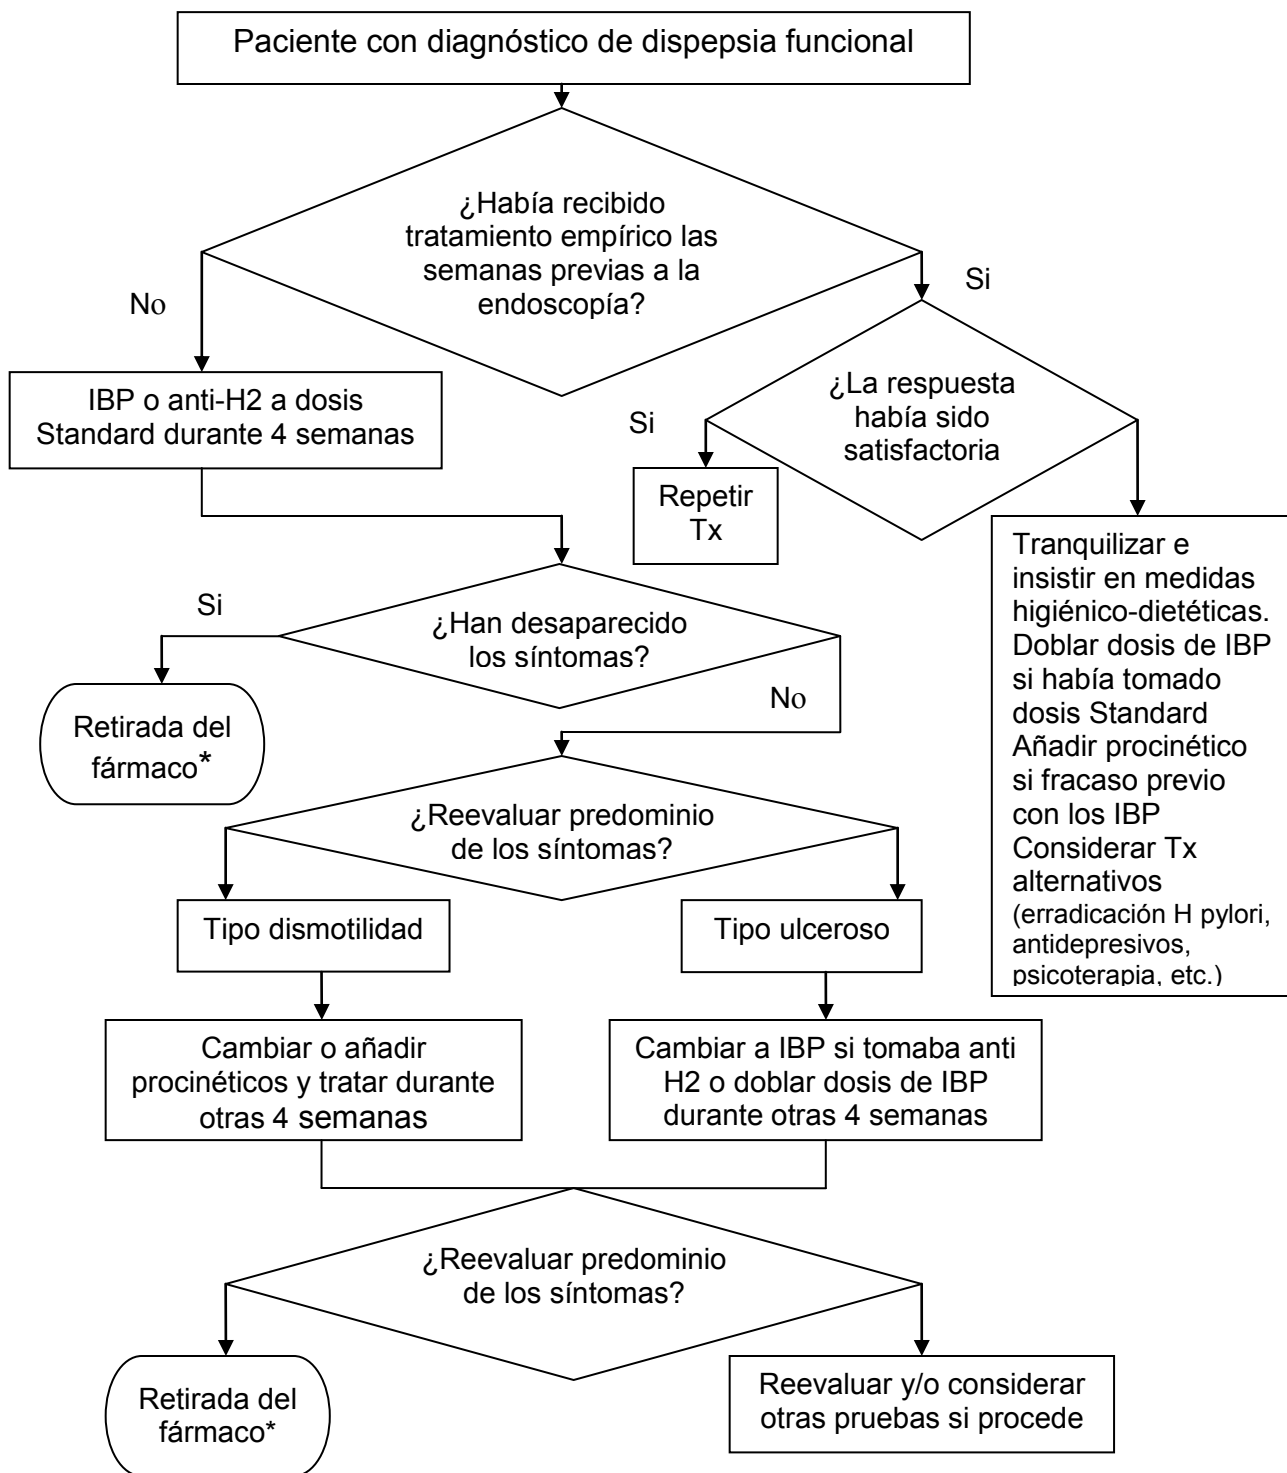 Paciente con diagnóstico de dispepsia funcional
¿Había recibido
tratamiento empírico las
semanas previas a la
endoscopía?
No
Si
IBP o anti-H2 a dosis
Standard durante 4 semanas
¿La respuesta
había sido
satisfactoria
Si
Repetir
Tx
Tranquilizar e
insistir en medidas
higiénico-dietéticas.
Doblar dosis de IBP
si había tomado
dosis Standard
Añadir procinético
si fracaso previo
con los IBP
Considerar Tx
alternativos
(erradicación H pylori,
antidepresivos,
psicoterapia, etc.)
¿Han desaparecido
los síntomas?
Si
No
Retirada del
fármaco*
¿Reevaluar predominio
de los síntomas?
Tipo dismotilidad
Tipo ulceroso
Cambiar o añadir
procinéticos y tratar durante
otras 4 semanas
Cambiar a IBP si tomaba anti
H2 o doblar dosis de IBP
durante otras 4 semanas
¿Reevaluar predominio
de los síntomas?
Retirada del
fármaco*
Reevaluar y/o considerar
otras pruebas si procede